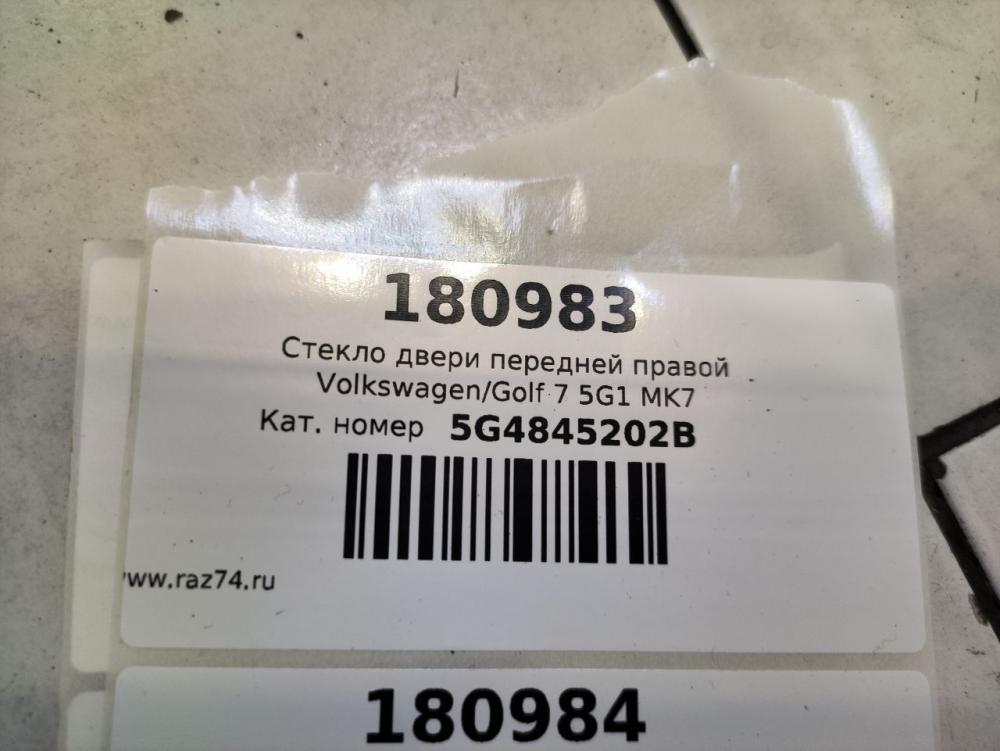 180983
Стекло двери передней правой
Volkswagen/Golf 7 5G1 MK7
Кат. номер 5G4845202B
www.raz74.ru
180984